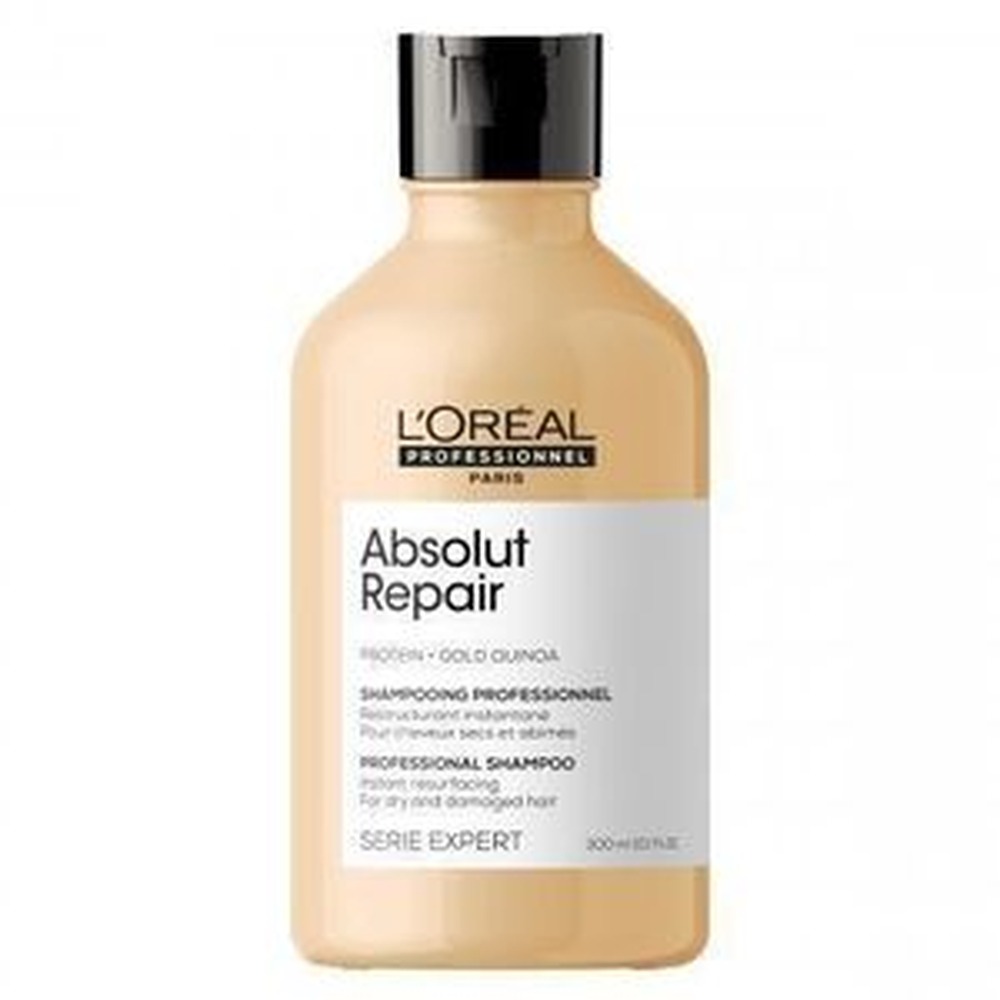 L'ORÉAL
PROFESSIONNEL
PARIS
Absolut
Repair
PROTEIN + GOLD QUINOA
SHAMPOOING PROFESSIONNEL
Restructurant instantané
Pour cheveux secs et abîmés
PROFESSIONAL SHAMPOO
Instant resurfacing
For dry and damaged hair
SERIE EXPERT
300 ml